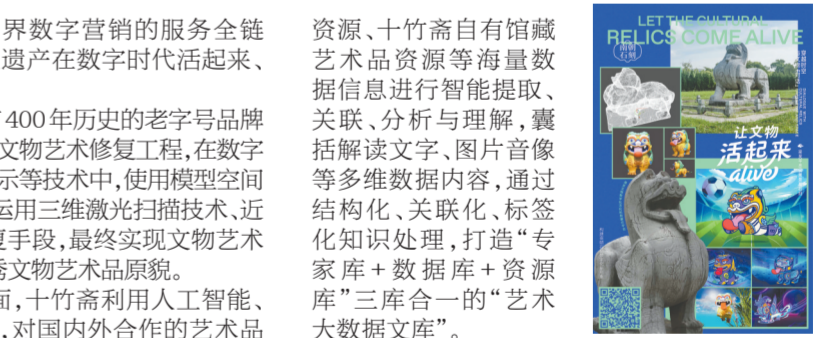 界数字营销的服务全链
遗产在数字时代活起来、
400年历史的老字号品牌
文物艺术修复工程,在数字
示等技术中,使用模型空间
运用三维激光扫描技术、近
复手段,最终实现文物艺术
秀文物艺术品原貌。
面,十竹斋利用人工智能、
,对国内外合作的艺术品
资源、十竹斋自有馆藏
艺术品资源等海量数
据信息进行智能提取、
关联、分析与理解,囊
括解读文字、图片音像
等多维数据内容,通过
结构化、关联化、标签
化知识处理,打造“专
家库+数据库+资源
库”三库合一的“艺术
大数据文库”。
LET THE CULTURAL
RELICS COME ALIVE
南朝
石刻
让文物
活起来
alive